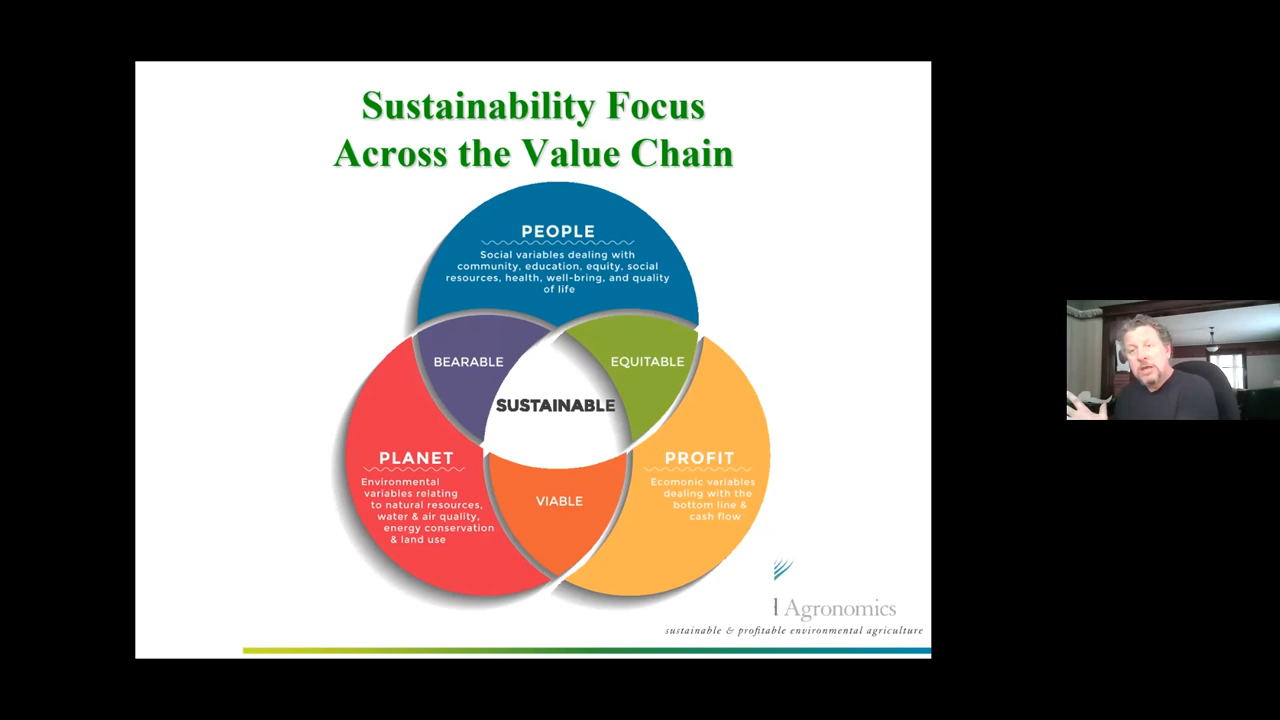 Sustainability Focus
Across the Value Chain
PEOPLE
Social variables dealing with
community, education, equity, social
resources, health, well-bring, and quality
of life
BEARABLE
EQUITABLE
SUSTAINABLE
PLANET
Environmental
variables relating
to natural resources,
water & air quality,
energy conservation
& land use
PROFIT
Ecomonic variables
dealing with the
bottom line &
cash flow
VIABLE
Agronomics
sustainable & profitable environmental agriculture